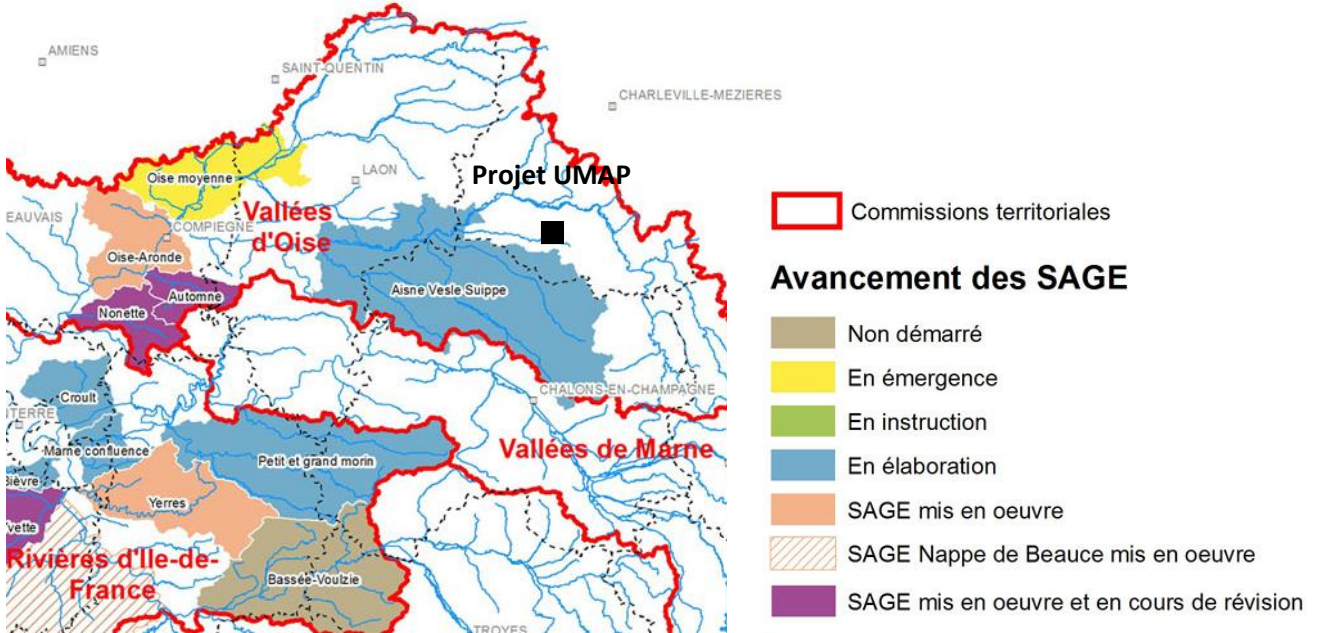 AMIENS
SAINT-QUENTIN
CHARLEVILLE-MEZIERES
Oise moyenne
LAON
Projet UMAP
EAUVAIS
COMPIEGNE
Vallées
d'Oise
Oise-Aronde
Automne
Nonette
Aisne Vesle Suippe
CHALONS-EN-CHAMPAGNE
Croult
TERRE
Marne confluence
Petit et grand morin
Vallées de Marne
Bièvre
Yerres
vette
Rivières d'Ile-de-
France
Bassée-Voulzie
TROYES
Commissions territoriales
Avancement des SAGE
Non démarré
En émergence
En instruction
En élaboration
SAGE mis en oeuvre
SAGE Nappe de Beauce mis en oeuvre
SAGE mis en oeuvre et en cours de révision